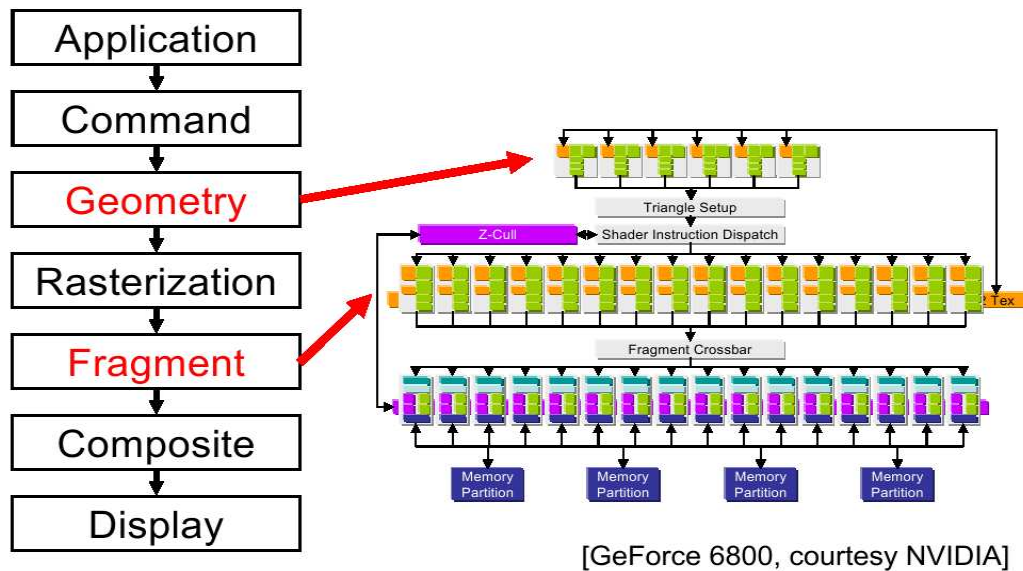 Application
Command
Geometry
Rasterization
Fragment
Composite
Display
Triangle Setup
Z-Cull
Shader Instruction Dispatch
2 Tex
Fragment Crossbar
Memory
Partition
Memory
Partition
Memory
Partition
Memory
Partition
[GeForce 6800, courtesy NVIDIA]